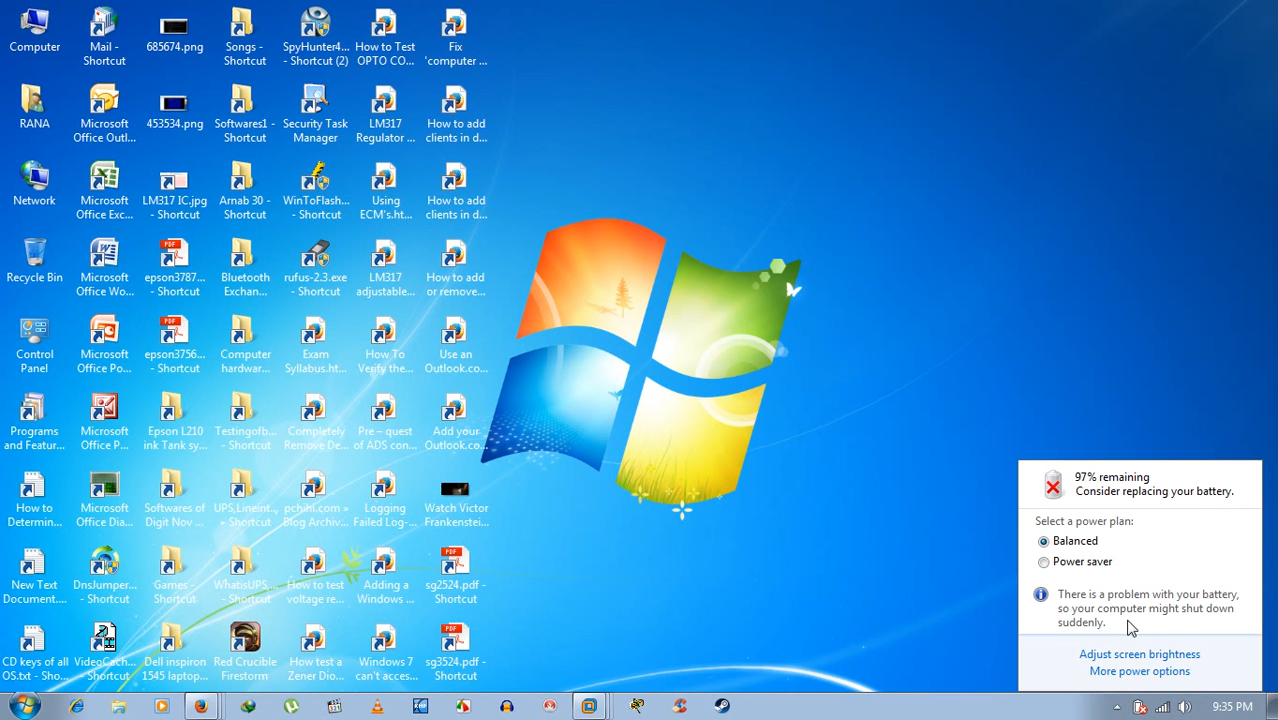 Computer
Mail -
Shortcut
685674.png
Songs -
Shortcut
SpyHunter4...
- Shortcut (2)
How to Test
OPTO CO...
Fix
'computer ...
RANA
Microsoft
Office Outl...
453534.png
Softwares1 -
Shortcut
Security Task
Manager
LM317
Regulator ...
How to add
clients in d...
Network
Microsoft
Office Exc...
LM317 IC.jpg
- Shortcut
Arnab 30 -
Shortcut
WinToFlash...
- Shortcut
Using
ECM's.ht...
How to add
clients in d...
Recycle Bin
Microsoft
Office Wo...
epson3787...
- Shortcut
Bluetooth
Exchan...
rufus-2.3.exe
- Shortcut
LM317
adjustable...
How to add
or remove...
Control
Panel
Microsoft
Office Po...
epson3756...
- Shortcut
Computer
hardwar...
Exam
Syllabus.ht...
How To
Verify the...
Use an
Outlook.co...
Programs
and Featur...
Microsoft
Office P...
Epson L210
ink Tank sy...
Testingofb...
- Shortcut
Completely
Remove De...
Pre – quest
of ADS con...
Add your
Outlook.co...
How to
Determin...
Microsoft
Office Dia...
Softwares of
Digit Nov ...
UPS,Lineint...
- Shortcut
pchihi.com »
Blog Archiv...
Logging
Failed Log-...
Watch Victor
Frankenstei...
New Text
Document....
DnsJumper...
- Shortcut
Games -
Shortcut
WhatisUPS,...
- Shortcut
How to test
voltage re...
Adding a
Windows ...
sg2524.pdf -
Shortcut
CD keys of all
OS.txt - Sho...
VideoCach...
- Shortcut
Dell inspiron
1545 laptop...
Red Crucible
Firestorm
How test a
Zener Dio...
Windows 7
can't acces...
sg3524.pdf -
Shortcut
97% remaining
Consider replacing your battery.
Select a power plan:
Balanced
Power saver
There is a problem with your battery,
so your computer might shut down
suddenly.
Adjust screen brightness
More power options
9:35 PM